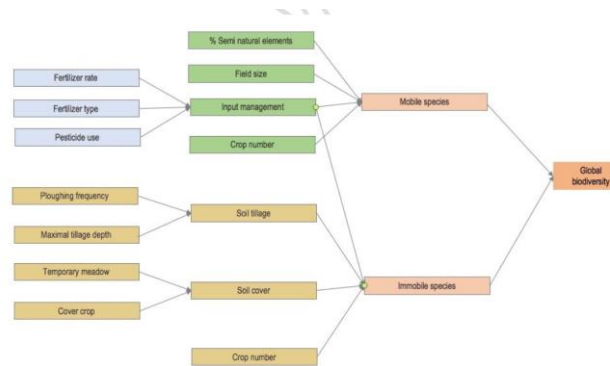 % Semi natural elements
Fertilizer rate
Field size
Fertilizer type
Input management
Mobile species
Pesticide use
Crop number
Global
biodiversity
Ploughing frequency
Soil tillage
Maximal tillage depth
Temporary meadow
Soil cover
Immobile species
Cover crop
Crop number